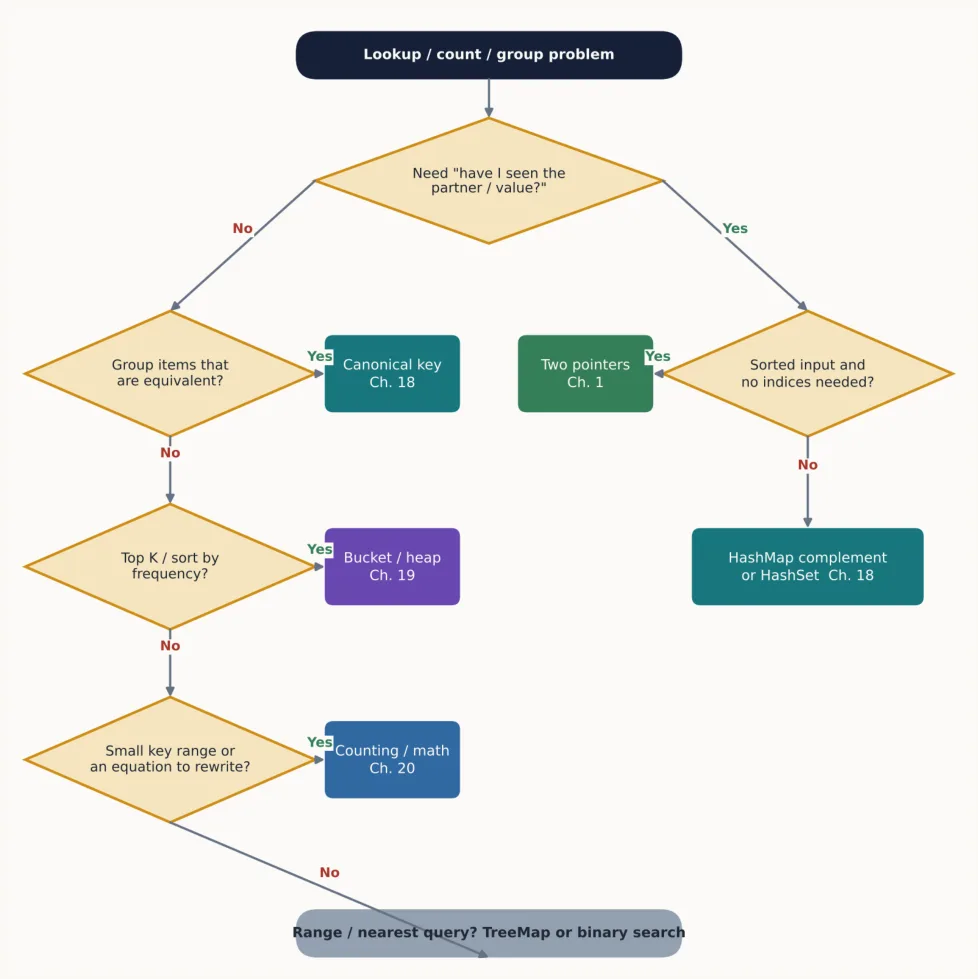 Lookup / count / group problem
Need "have I seen the
partner / value?"
No
Yes
Group items that
are equivalent?
Yes
Canonical key
Ch. 18
Two pointers
Ch. 1
Yes
Sorted input and
no indices needed?
No
No
Top K / sort by
frequency?
Yes
Bucket / heap
Ch. 19
HashMap complement
or HashSet  Ch. 18
No
Small key range or
an equation to rewrite?
Yes
Counting / math
Ch. 20
No
Range / nearest query? TreeMap or binary search